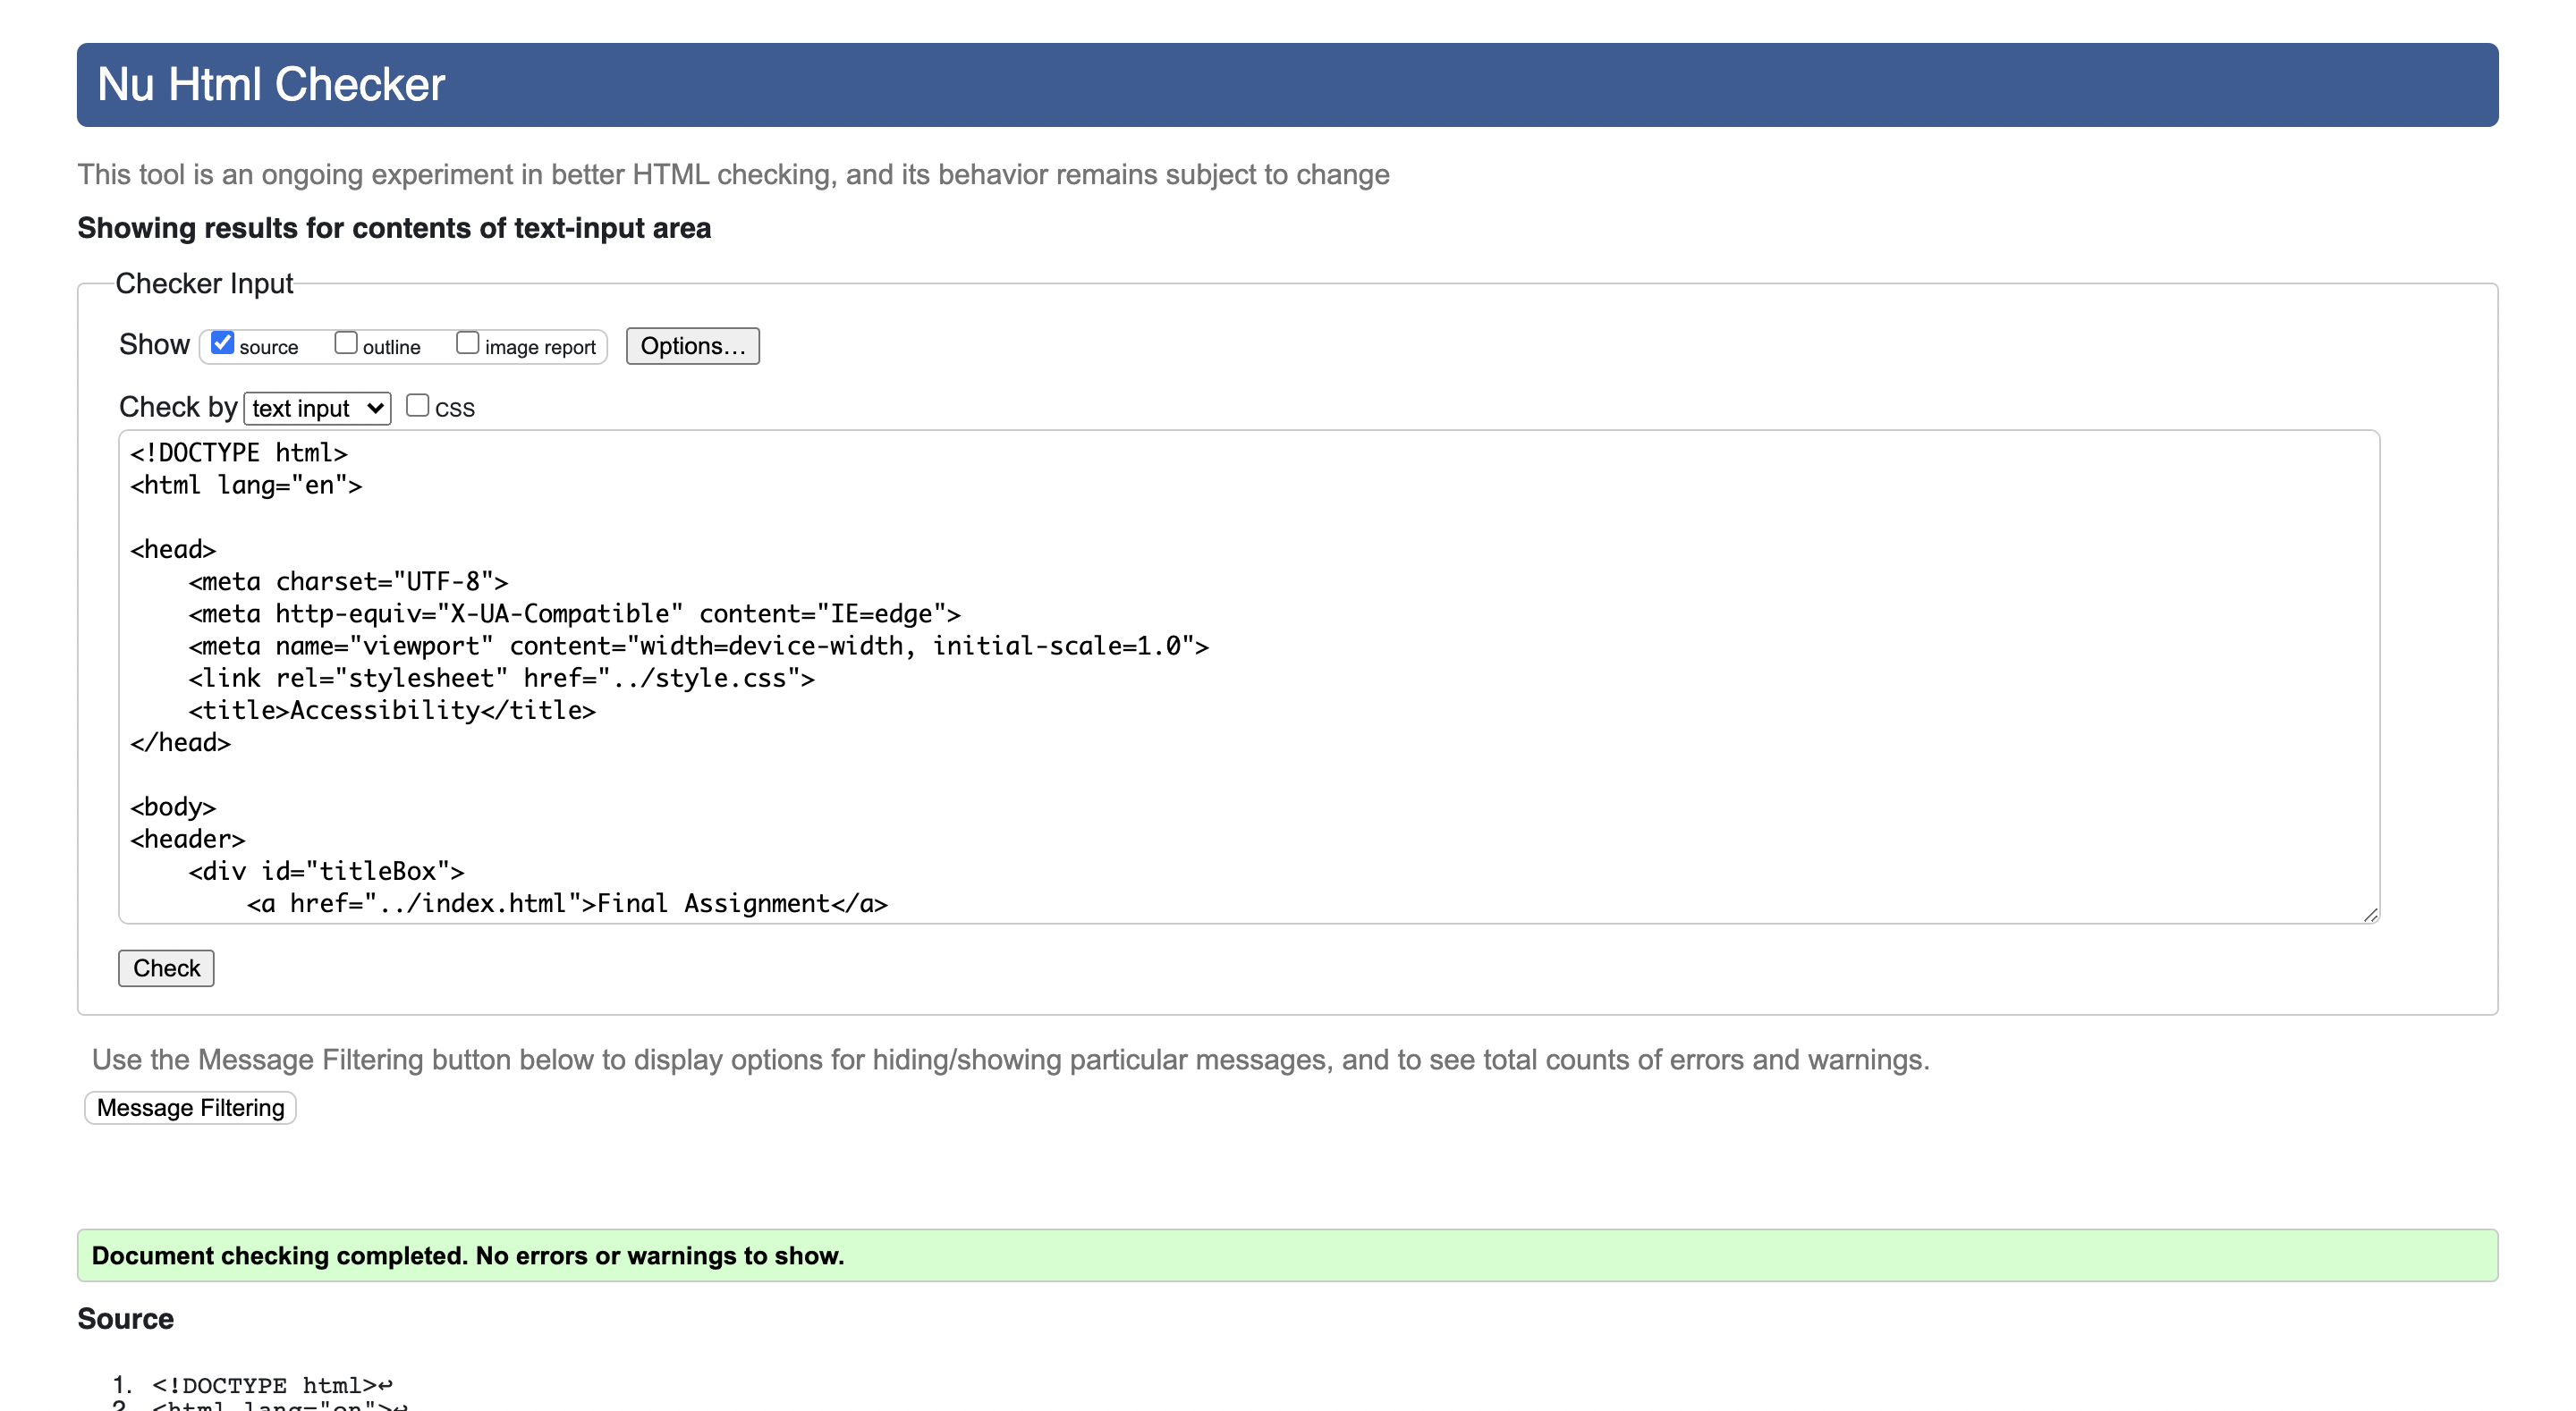 Nu Html Checker
This tool is an ongoing experiment in better HTML checking, and its behavior remains subject to change
Showing results for contents of text-input area
Checker Input
Show source outline image report Options...
Check by text input CSS
<!DOCTYPE html>
<html lang="en">
<head>
    <meta charset="UTF-8">
    <meta http-equiv="X-UA-Compatible" content="IE=edge">
    <meta name="viewport" content="width=device-width, initial-scale=1.0">
    <link rel="stylesheet" href="../style.css">
    <title>Accessibility</title>
</head>
<body>
<header>
    <div id="titleBox">
        <a href="../index.html">Final Assignment</a>
Check
Use the Message Filtering button below to display options for hiding/showing particular messages, and to see total counts of errors and warnings.
Message Filtering
Document checking completed. No errors or warnings to show.
Source
1. <!DOCTYPE html>↩
2. <html lang="en">↩